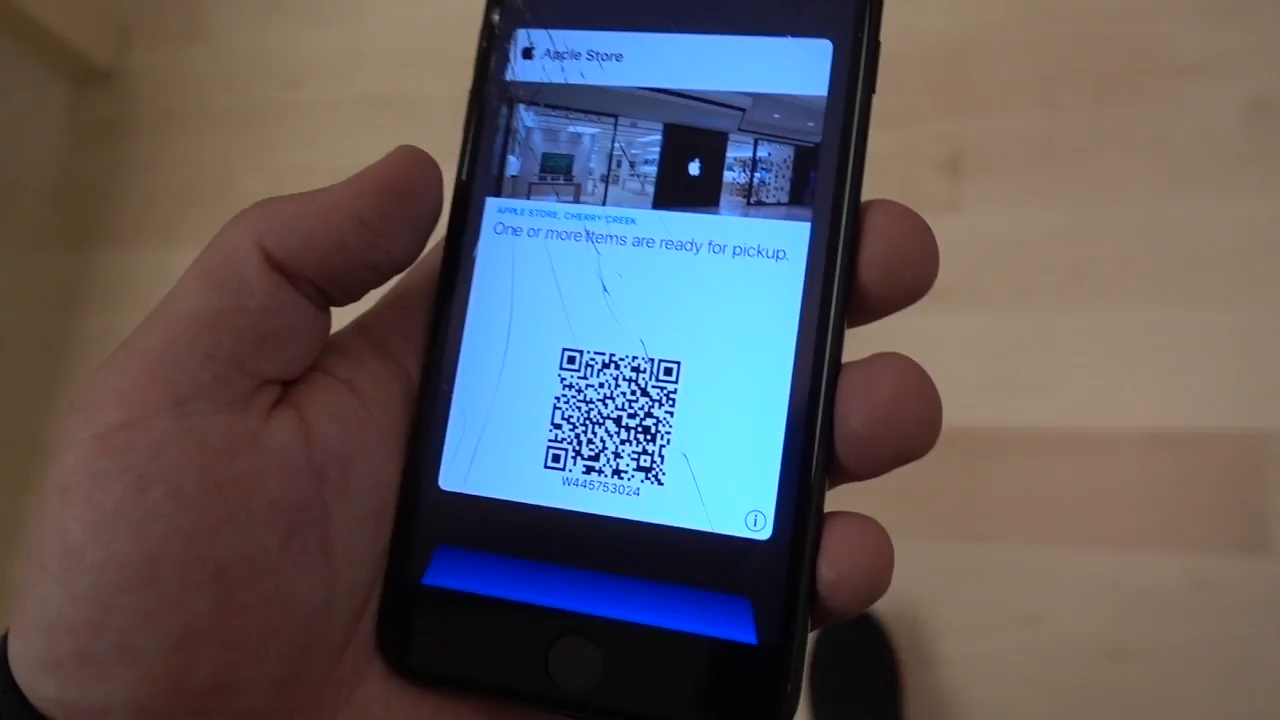 Apple Store
APPLE STORE, CHERRY CREEK
One or more items are ready for pickup.
W445753024